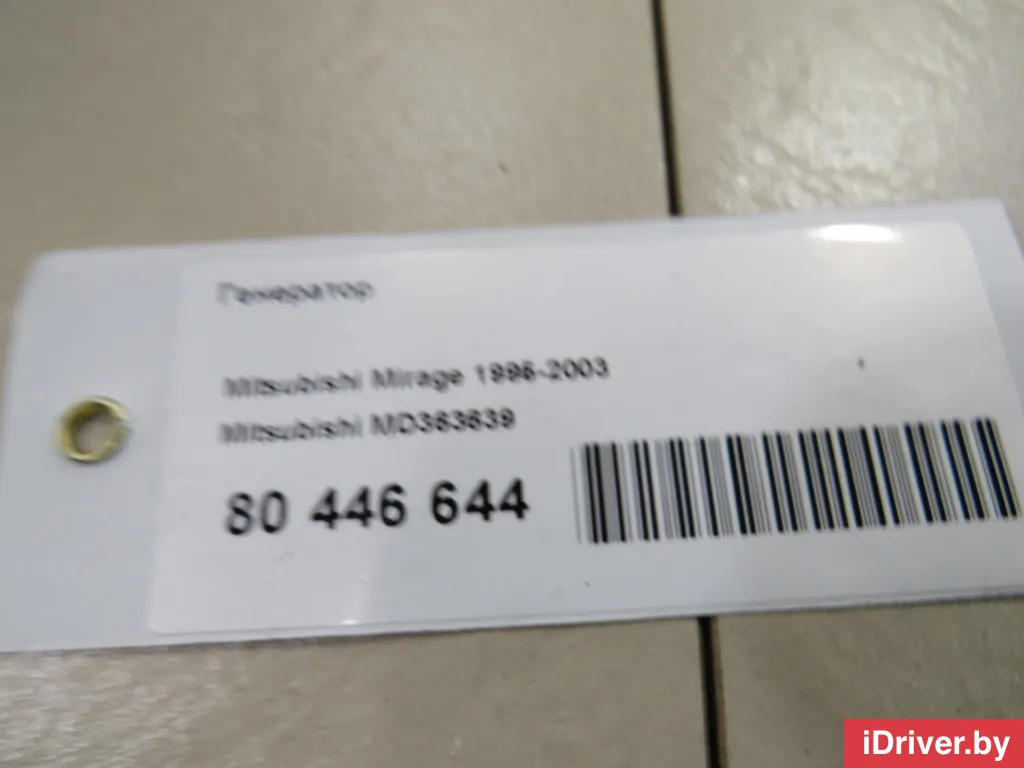 Генератор
Mitsubishi Mirage 1996-2003
Mitsubishi MD363639
80 446 644
iDriver.by